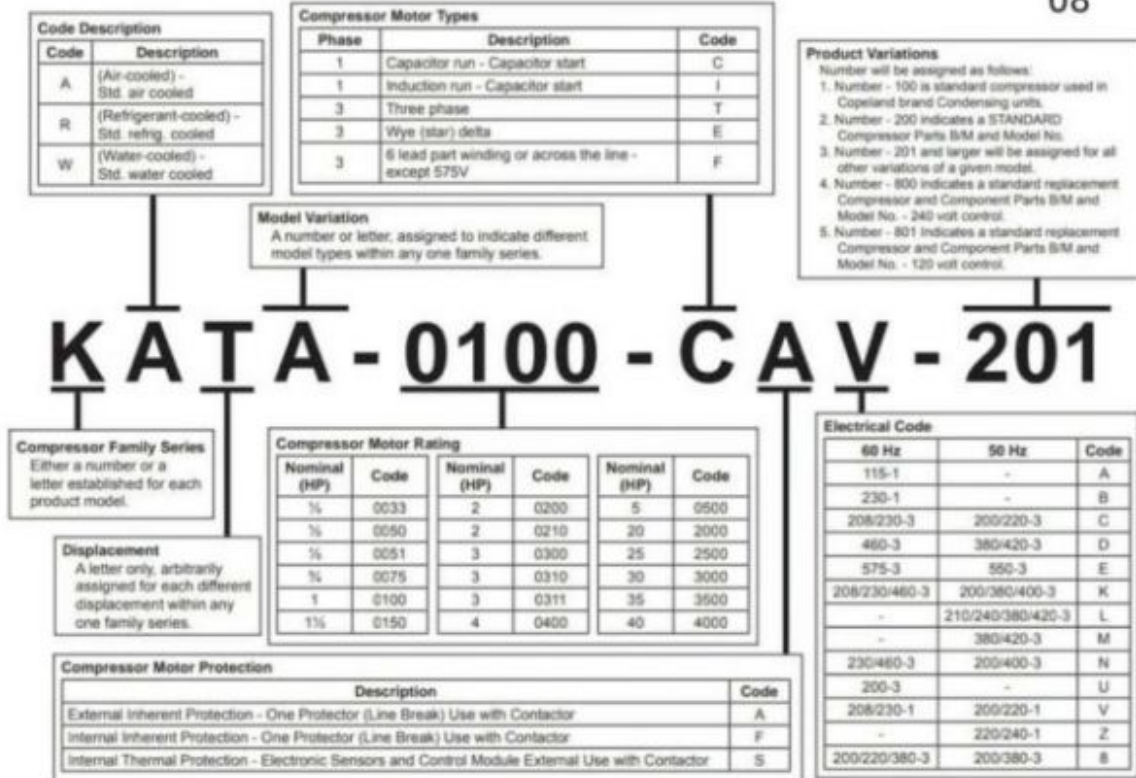 08
Code Description
Code Description
A (Air-cooled) -
Std. air cooled
R (Refrigerant-cooled) -
Std. refrig. cooled
W (Water-cooled) -
Std. water cooled
Compressor Motor Types
Phase Description Code
1 Capacitor run - Capacitor start C
1 Induction run - Capacitor start I
3 Three phase T
3 Wye (star) delta E
3 6 lead part winding or across the line - F
except 575V
Product Variations
Number will be assigned as follows:
1. Number - 100 is standard compressor used in
Copeland brand Condensing units.
2. Number - 200 indicates a STANDARD
Compressor Parts B/M and Model No.
3. Number - 201 and larger will be assigned for all
other variations of a given model.
4. Number - 800 indicates a standard replacement
Compressor and Component Parts B/M and
Model No. - 240 volt control.
5. Number - 801 Indicates a standard replacement
Compressor and Component Parts B/M and
Model No. - 120 volt control.
Model Variation
A number or letter, assigned to indicate different
model types within any one family series.
KATA - 0100 - CAV - 201
Compressor Family Series
Either a number or a
letter established for each
product model.
Displacement
A letter only, arbitrarily
assigned for each different
displacement within any
one family series.
Compressor Motor Rating
Nominal (HP) Code Nominal (HP) Code Nominal (HP) Code
0033 2 0200 5 0500
0050 2 0210 20 2000
0051 3 0300 25 2500
0075 3 0310 30 3000
1 0100 3 0311 35 3500
1½ 0150 4 0400 40 4000
Electrical Code
60 Hz 50 Hz Code
115-1 - A
230-1 - B
208/230-3 200/220-3 C
460-3 380/420-3 D
575-3 550-3 E
208/230/460-3 200/380/400-3 K
- 210/240/380/420-3 L
- 380/420-3 M
230/460-3 200/400-3 N
200-3 - U
208/230-1 200/220-1 V
- 220/240-1 Z
200/220/380-3 200/380-3 8
Compressor Motor Protection
Description Code
External Inherent Protection - One Protector (Line Break) Use with Contactor A
Internal Inherent Protection - One Protector (Line Break) Use with Contactor F
Internal Thermal Protection - Electronic Sensors and Control Module External Use with Contactor S